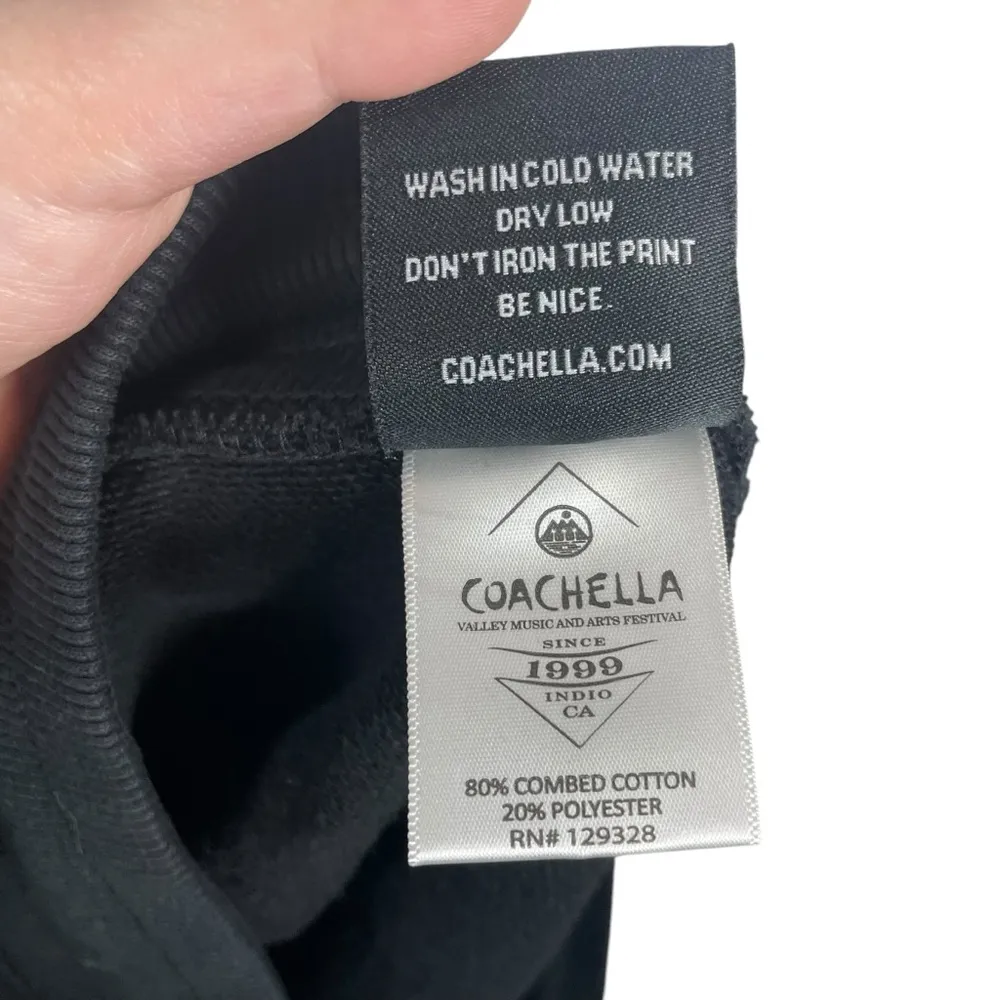 WASH IN COLD WATER
DRY LOW
DON'T IRON THE PRINT
BE NICE.
COACHELLA.COM
COACHELLA
VALLEY MUSIC AND ARTS FESTIVAL
SINCE
1999
INDIO
CA
80% COMBED COTTON
20% POLYESTER
RN# 129328